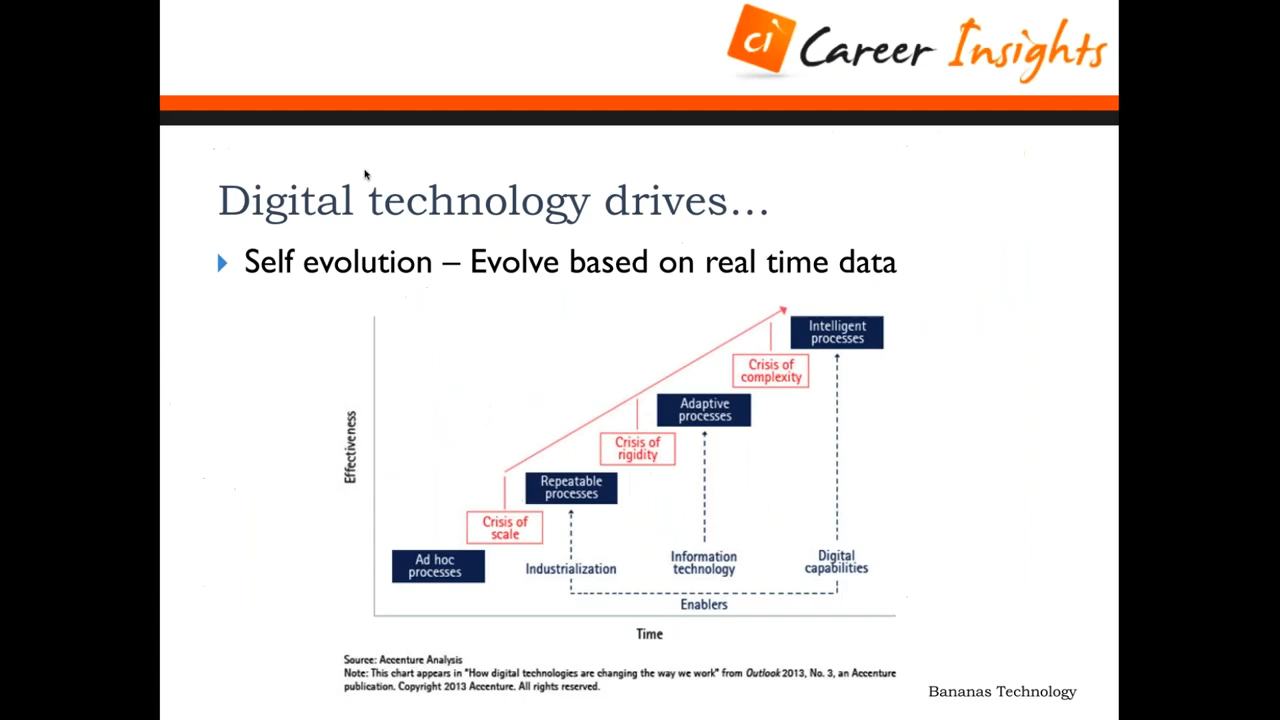 ci Career Insights
Digital technology drives...
Self evolution – Evolve based on real time data
Intelligent
processes
Crisis of
complexity
Adaptive
processes
Crisis of
rigidity
Repeatable
processes
Crisis of
scale
Ad hoc
processes
Industrialization
Information
technology
Digital
capabilities
Enablers
Effectiveness
Time
Source: Accenture Analysis
Note: This chart appears in "How digital technologies are changing the way we work" from Outlook 2013, No. 3, an Accenture
publication. Copyright 2013 Accenture. All rights reserved.
Bananas Technology